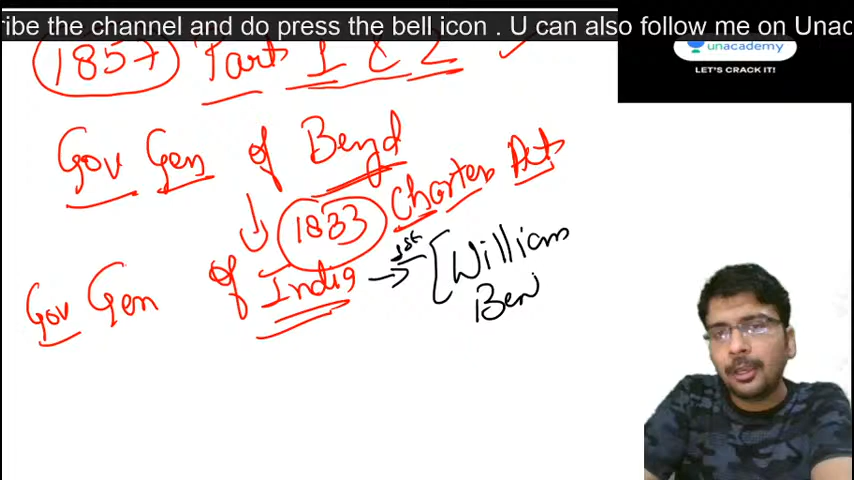 ribe the channel and do press the bell icon . U can also follow me on Unac
unacademy
LET'S CRACK IT!
1857 Part 1 & 2
Gov Gen of Bengal
1833 Charter Act
Gov Gen of India → 1st [William
Ben